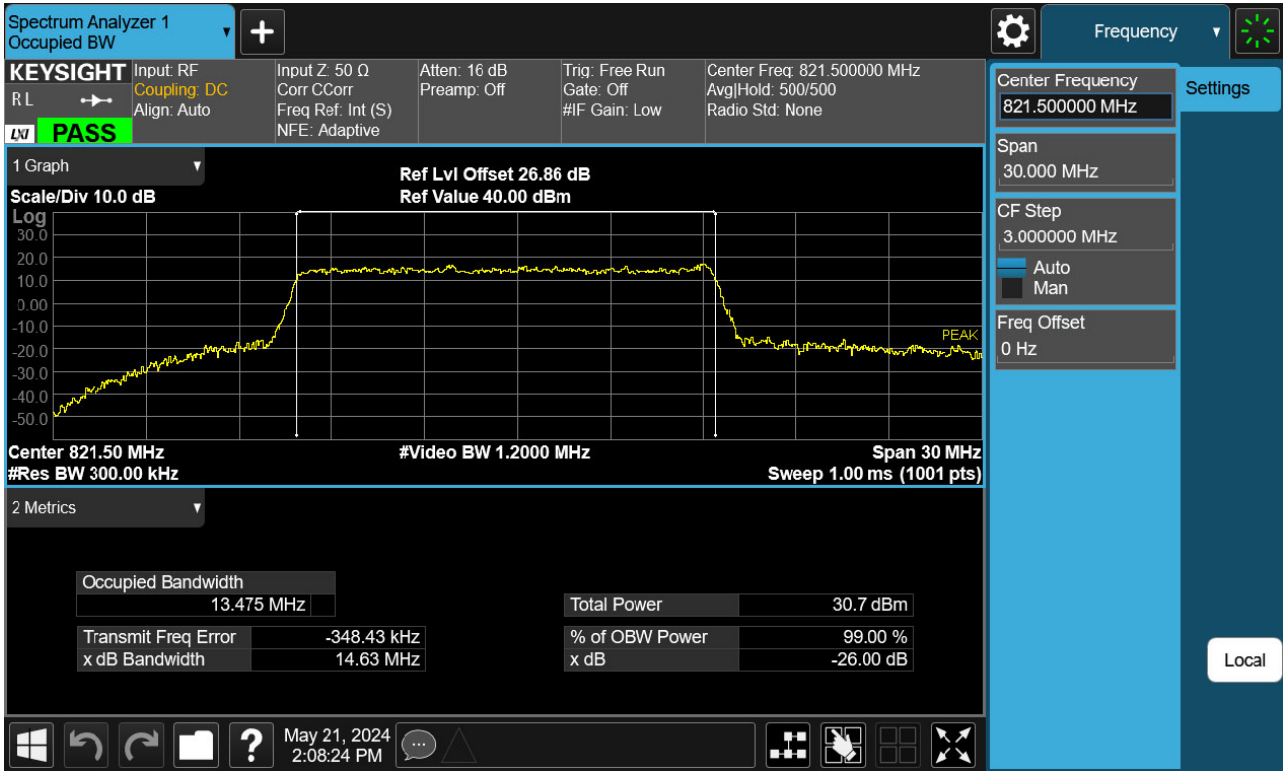 Spectrum Analyzer 1
Occupied BW
Frequency
KEYSIGHT
R L
LXI
PASS
Input: RF
Coupling: DC
Align: Auto
Input Z: 50 Ω
Corr CCorr
Freq Ref: Int (S)
NFE: Adaptive
Atten: 16 dB
Preamp: Off
Trig: Free Run
Gate: Off
#IF Gain: Low
Center Freq: 821.500000 MHz
Avg|Hold: 500/500
Radio Std: None
Center Frequency
821.500000 MHz
Settings
Span
30.000 MHz
CF Step
3.000000 MHz
Auto
Man
Freq Offset
0 Hz
Local
1 Graph
Scale/Div 10.0 dB
Ref Lvl Offset 26.86 dB
Ref Value 40.00 dBm
Log
30.0
20.0
10.0
0.00
-10.0
-20.0
-30.0
-40.0
-50.0
PEAK
Center 821.50 MHz
#Video BW 1.2000 MHz
Span 30 MHz
#Res BW 300.00 kHz
Sweep 1.00 ms (1001 pts)
2 Metrics
Occupied Bandwidth
13.475 MHz
Total Power 30.7 dBm
Transmit Freq Error -348.43 kHz
% of OBW Power 99.00 %
x dB Bandwidth 14.63 MHz
x dB -26.00 dB
?
May 21, 2024
2:08:24 PM